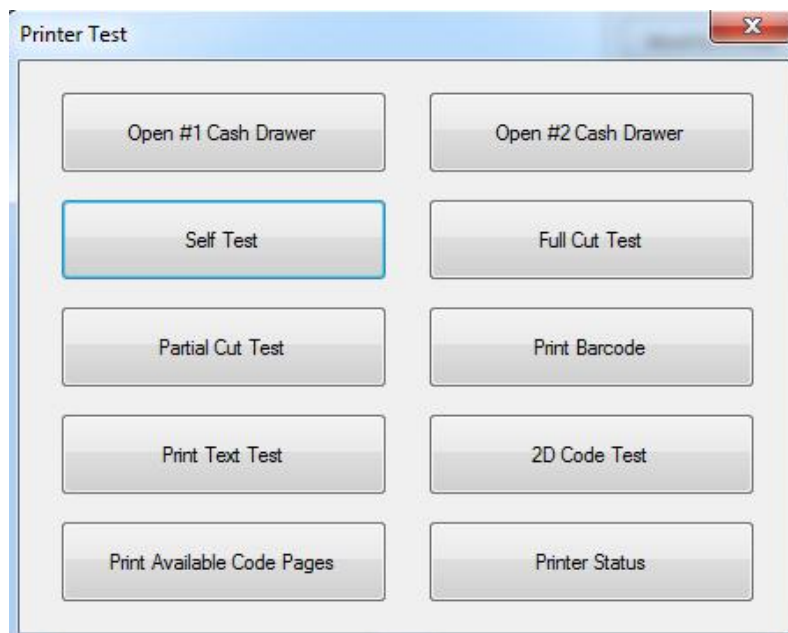 Printer Test
Open #1 Cash Drawer
Open #2 Cash Drawer
Self Test
Full Cut Test
Partial Cut Test
Print Barcode
Print Text Test
2D Code Test
Print Available Code Pages
Printer Status